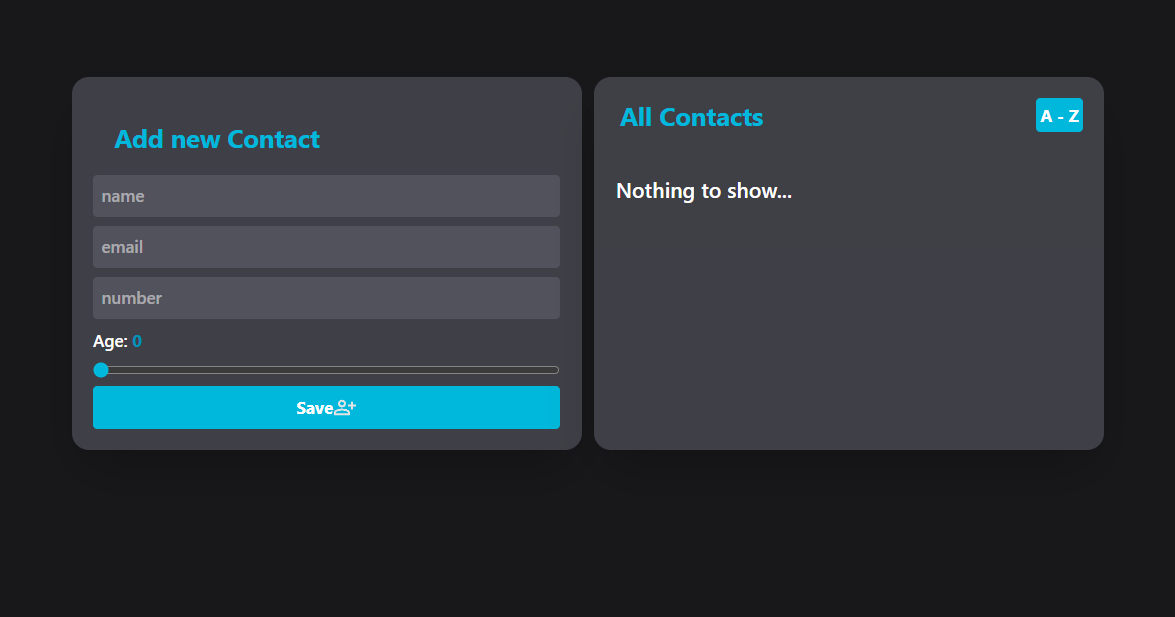 Add new Contact
name
email
number
Age: 0
Save
All Contacts
A - Z
Nothing to show...